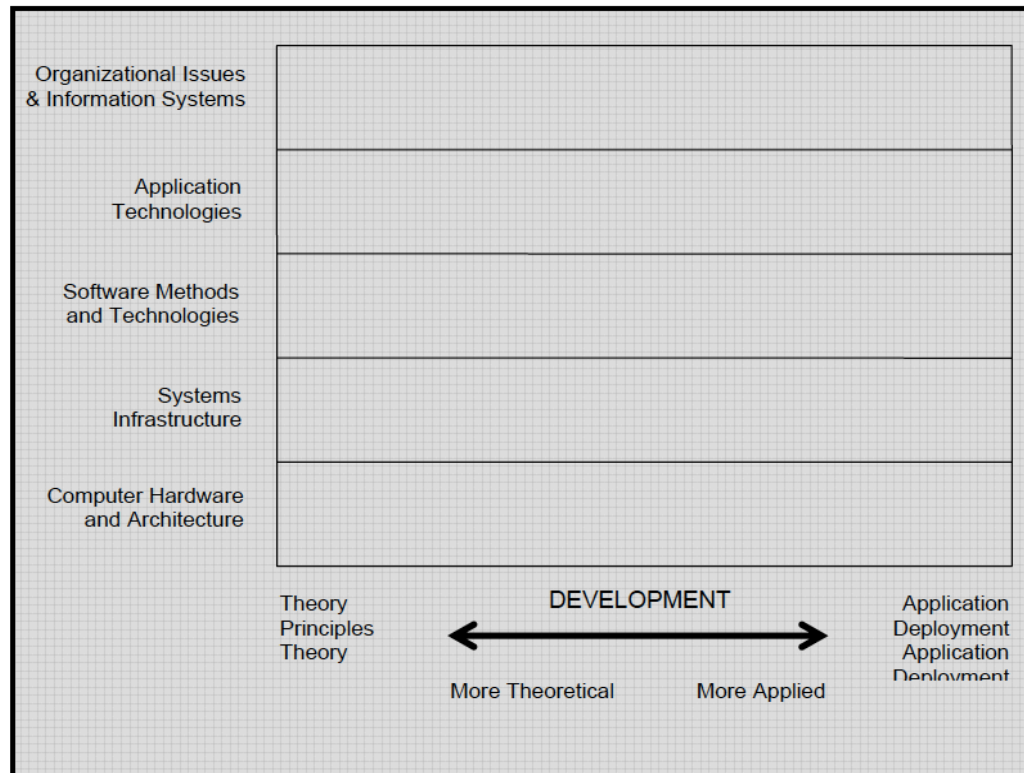 Organizational Issues
& Information Systems
Application
Technologies
Software Methods
and Technologies
Systems
Infrastructure
Computer Hardware
and Architecture
Theory
Principles
Theory
DEVELOPMENT
More Theoretical
More Applied
Application
Deployment
Application
Deployment